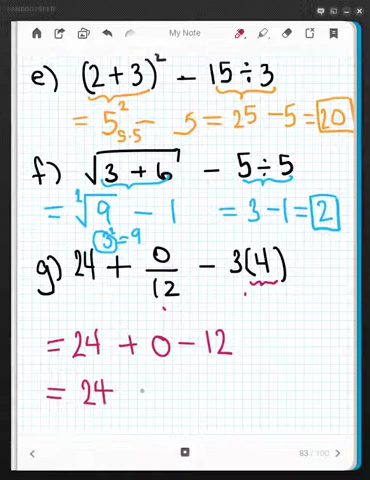 My Note
e) (2+3)² - 15÷3
= 5² - 5 = 25 - 5 = 20
5·5
f) √3+6 - 5÷5
= ²√9 - 1 = 3 - 1 = 2
3² = 9
g) 24 + 0/12 - 3(4)
= 24 + 0 - 12
= 24
83 / 100